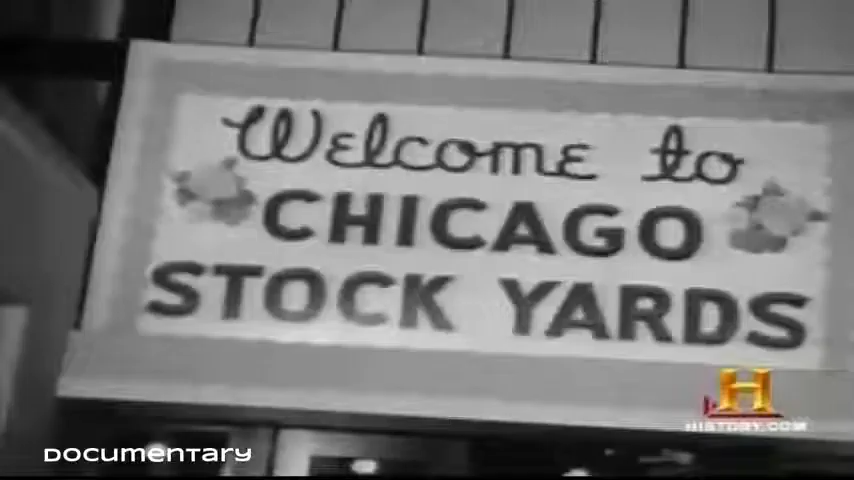 Welcome to
CHICAGO
STOCK YARDS
H
HISTORY.COM
Documentary